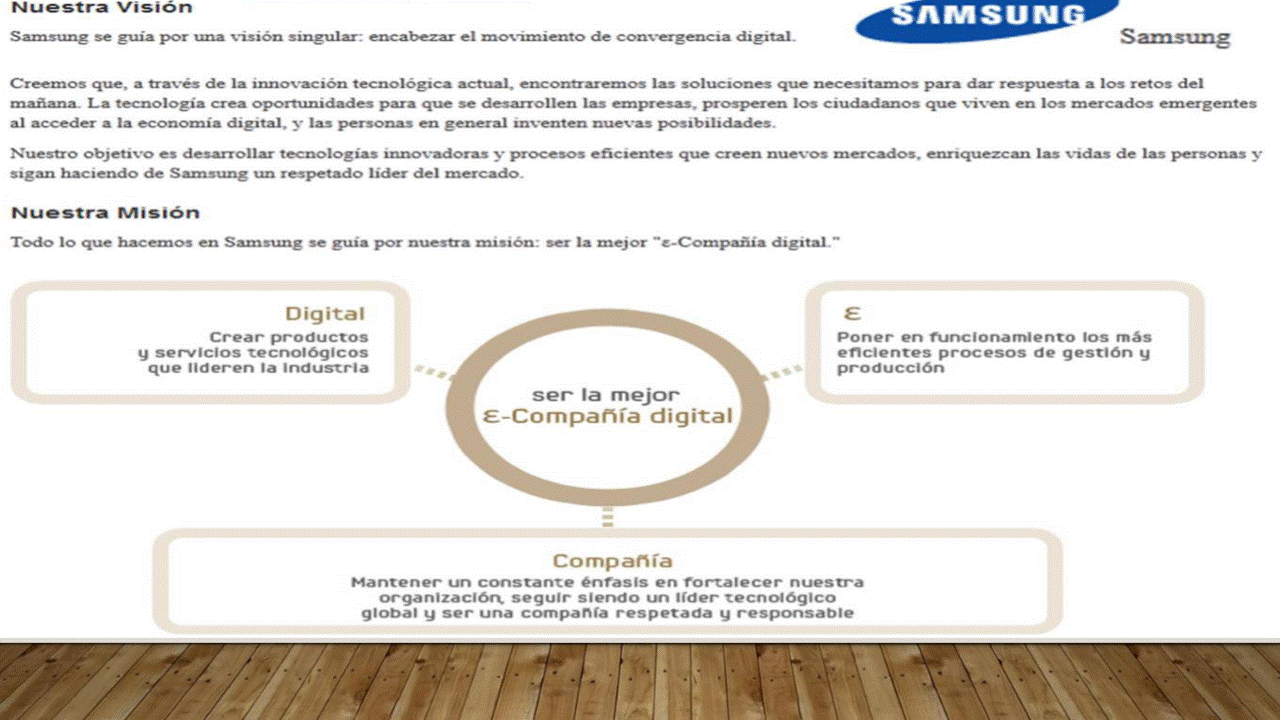 Nuestra Visión
SAMSUNG
Samsung
Samsung se guía por una visión singular: encabezar el movimiento de convergencia digital.
Creemos que, a través de la innovación tecnológica actual, encontraremos las soluciones que necesitamos para dar respuesta a los retos del
mañana. La tecnología crea oportunidades para que se desarrollen las empresas, prosperen los ciudadanos que viven en los mercados emergentes
al acceder a la economía digital, y las personas en general inventen nuevas posibilidades.
Nuestro objetivo es desarrollar tecnologías innovadoras y procesos eficientes que creen nuevos mercados, enriquezcan las vidas de las personas y
sigan haciendo de Samsung un respetado líder del mercado.
Nuestra Misión
Todo lo que hacemos en Samsung se guía por nuestra misión: ser la mejor "ε-Compañía digital."
Digital
Crear productos
y servicios tecnológicos
que lideren la industria
ser la mejor
ε-Compañía digital
ε
Poner en funcionamiento los más
eficientes procesos de gestión y
producción
Compañía
Mantener un constante énfasis en fortalecer nuestra
organización, seguir siendo un líder tecnológico
global y ser una compañía respetada y responsable